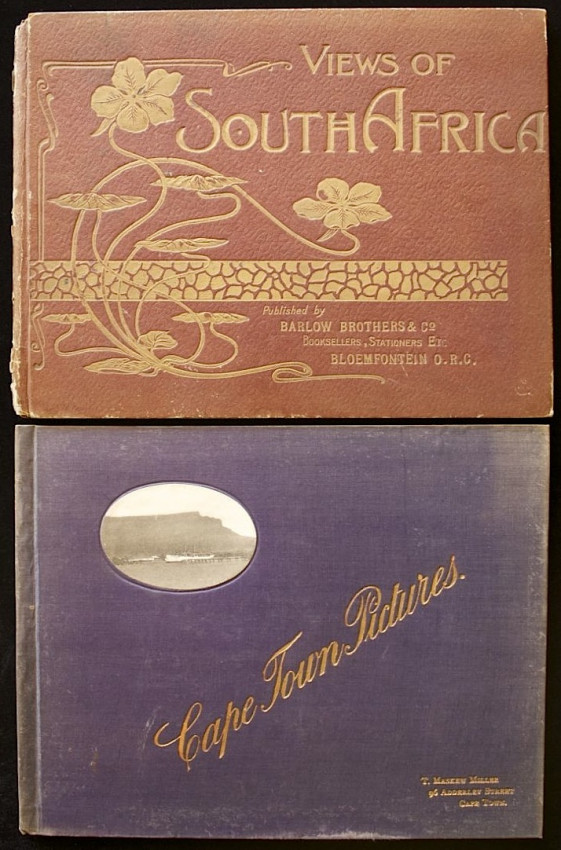 VIEWS OF
SOUTH AFRICA
Published by
BARLOW BROTHERS & Co
BOOKSELLERS, STATIONERS ETC
BLOEMFONTEIN O.R.C.
Cape Town Pictures.
T. MASKEW MILLER
96 ADDERLEY STREET
CAPE TOWN.